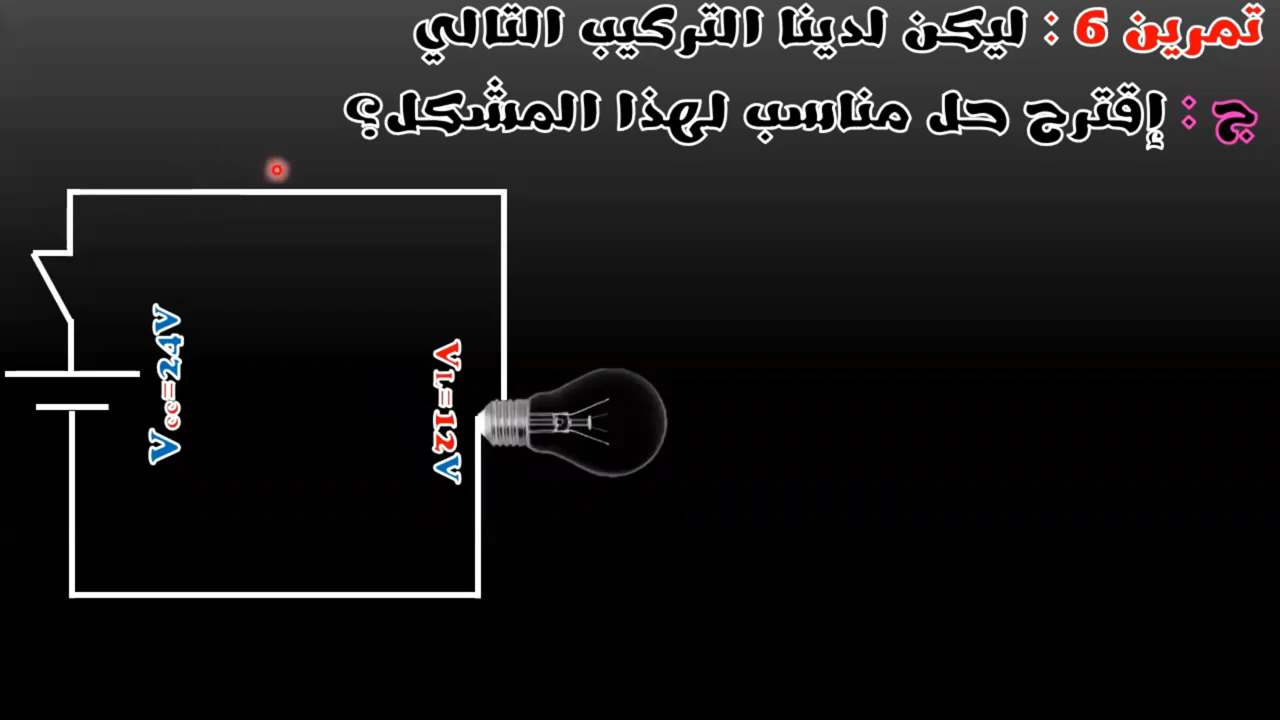 تمرين 6 : ليكن لدينا التركيب التالي
ج : إقترح حل مناسب لهذا المشكل؟
Vcc=24V
VL=12V